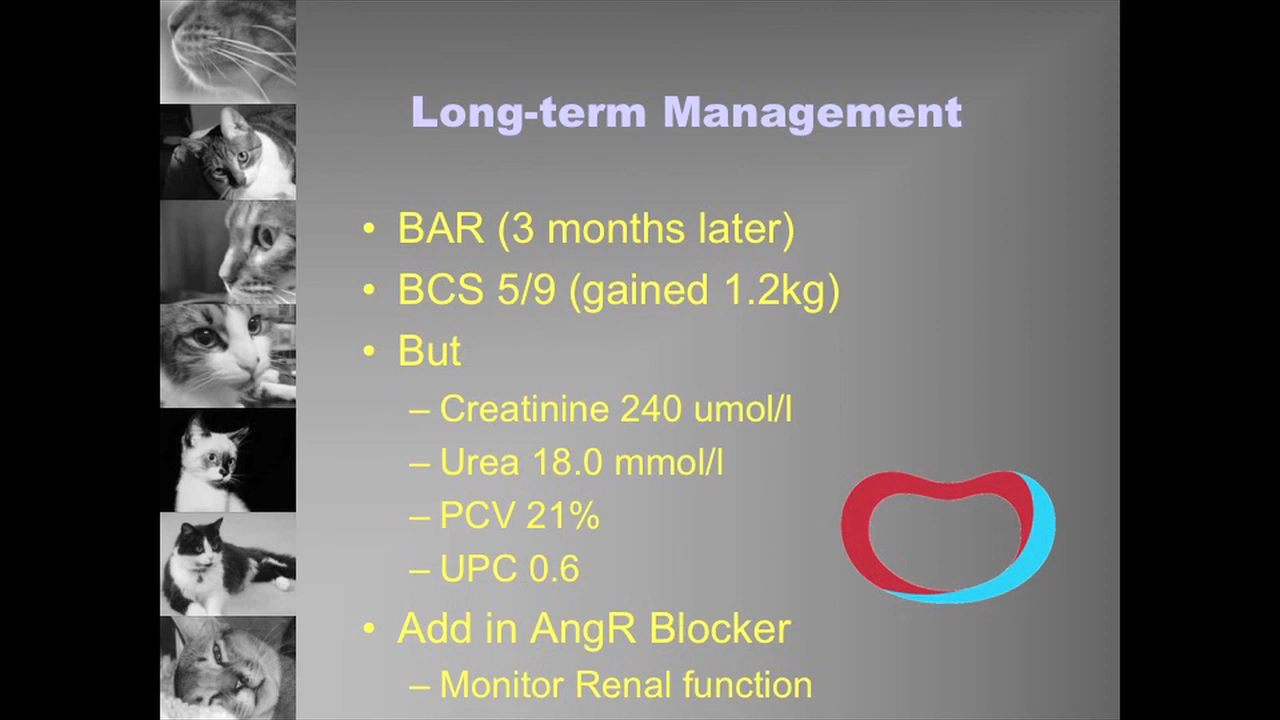 Long-term Management
• BAR (3 months later)
• BCS 5/9 (gained 1.2kg)
• But
– Creatinine 240 umol/l
– Urea 18.0 mmol/l
– PCV 21%
– UPC 0.6
• Add in AngR Blocker
– Monitor Renal function